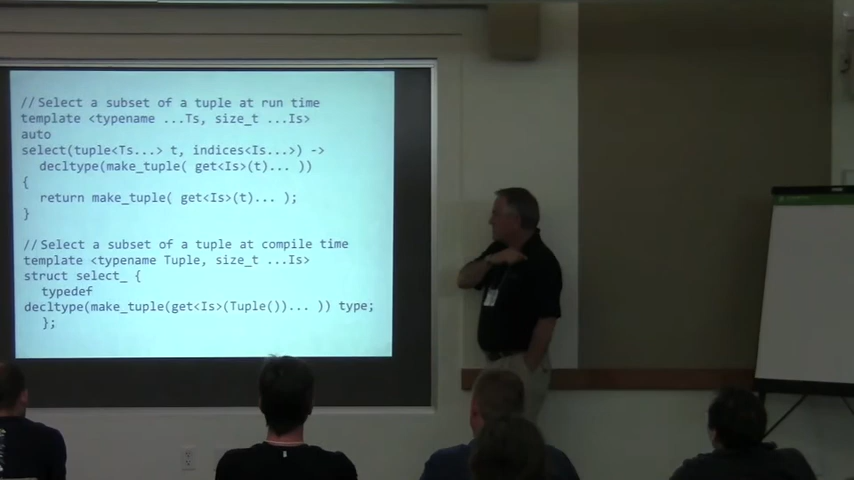 // Select a subset of a tuple at run time
template <typename ...Ts, size_t ...Is>
auto
select(tuple<Ts...> t, indices<Is...>) ->
decltype(make_tuple( get<Is>(t)... ))
{
return make_tuple( get<Is>(t)... );
}
// Select a subset of a tuple at compile time
template <typename Tuple, size_t ...Is>
struct select_ {
typedef
decltype(make_tuple(get<Is>(Tuple())... )) type;
};